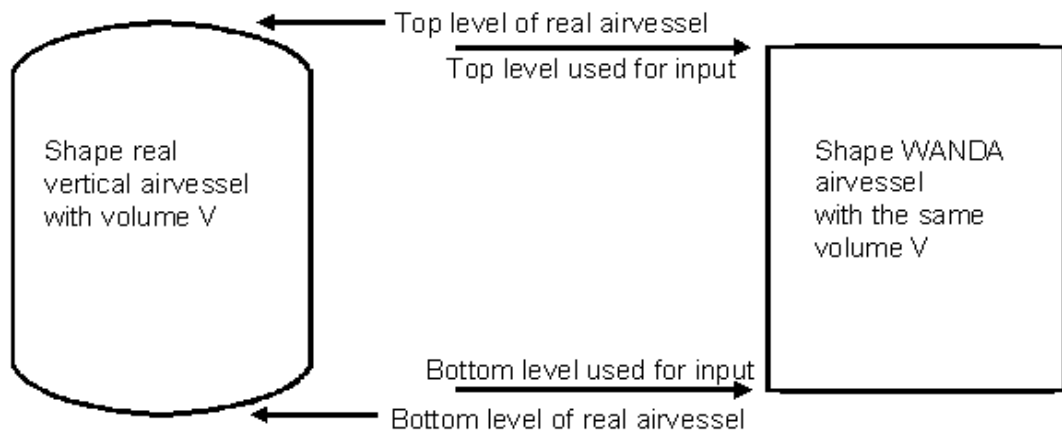 Top level of real airvessel
Top level used for input
Shape real
vertical airvessel
with volume V
Shape WANDA
airvessel
with the same
volume V
Bottom level used for input
Bottom level of real airvessel